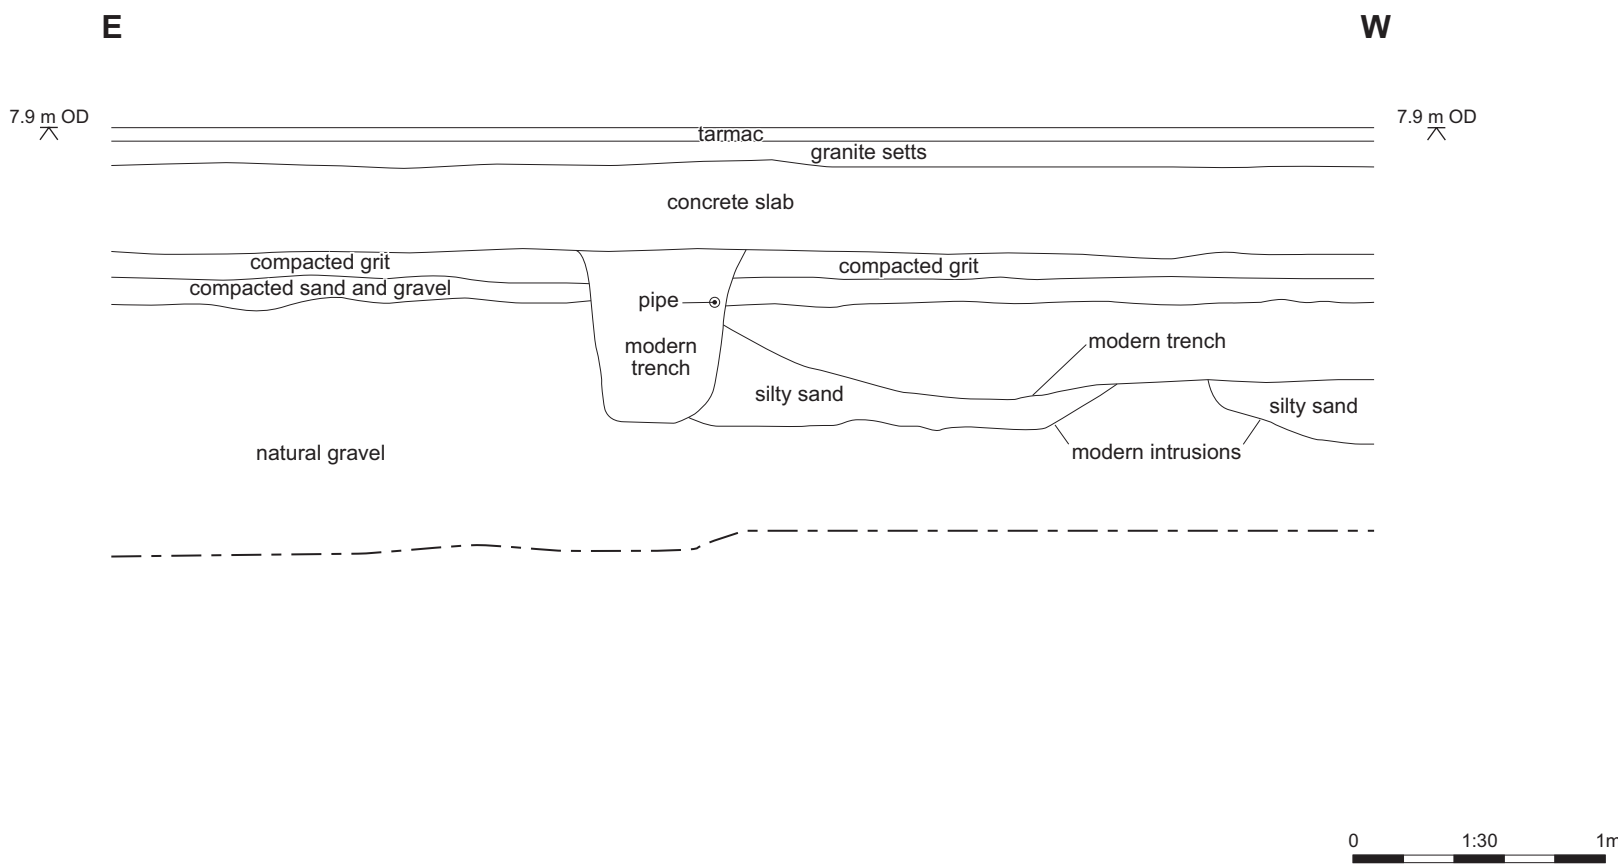 E
W
7.9 m OD
7.9 m OD
tarmac
granite setts
concrete slab
compacted grit
compacted grit
compacted sand and gravel
pipe
modern
trench
modern trench
silty sand
silty sand
natural gravel
modern intrusions
0
1:30
1m